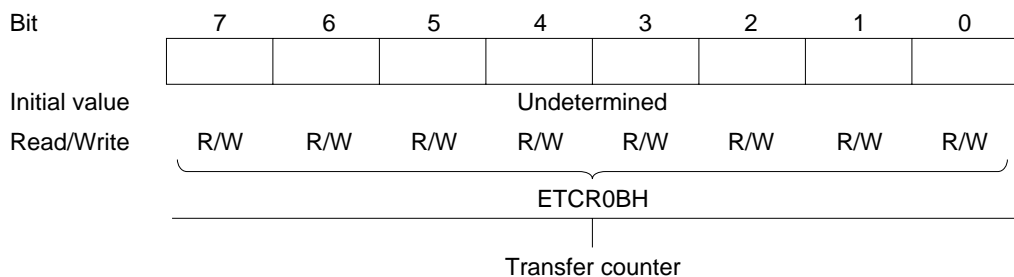 Bit 7 6 5 4 3 2 1 0
Initial value Undetermined
Read/Write R/W R/W R/W R/W R/W R/W R/W R/W
ETCR0BH
Transfer counter